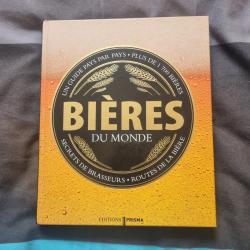 UN GUIDE PAYS PAR PAYS • PLUS DE 1 700 BIÈRES
BIÈRES
DU MONDE
SECRETS DE BRASSEURS • ROUTES DE LA BIÈRE
EDITIONS PRISMA